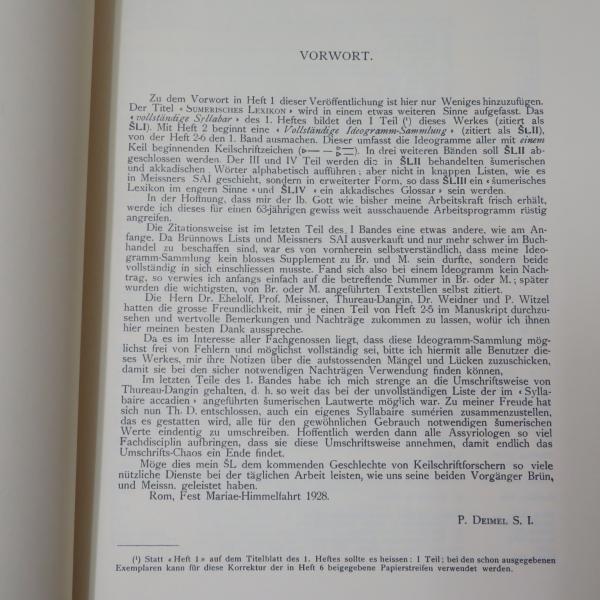 VORWORT.
Zu dem Vorwort in Heft 1 dieser Veröffentlichung ist hier nur Weniges hinzuzufügen.
Der Titel « SUMERISCHES LEXIKON » wird in einem etwas weiteren Sinne aufgefasst. Das
« vollständige Syllabar » des 1. Heftes bildet den I Teil (¹) dieses Werkes (zitiert als
ŠLI). Mit Heft 2 beginnt eine « Vollständige Ideogramm-Sammlung » (zitiert als ŠLII),
von der Heft 2-6 den 1. Band ausmachen. Dieser umfasst die Ideogramme aller mit einem
Keil beginnenden Keilschriftzeichen. In drei weiteren Bänden soll ŠLII ab-
geschlossen werden. Der III und IV Teil werden die in ŠLII behandelten šumerischen
und akkadischen Wörter alphabetisch aufführen; aber nicht in knappen Listen, wie es
in Meissners SAI geschieht, sondern in erweiterter Form, so dass ŠLIII ein « šumerisches
Lexikon im engern Sinne » und ŠLIV « ein akkadisches Glossar » sein werden.
In der Hoffnung, dass mir der lb. Gott wie bisher meine Arbeitskraft frisch erhält,
werde ich dieses für einen 63-jährigen gewiss weit ausschauende Arbeitsprogramm rüstig
angreifen.
Die Zitationsweise ist im letzten Teil des I Bandes eine etwas andere, wie am An-
fange. Da Brünnows Lists und Meissners SAI ausverkauft und nur mehr schwer im Buch-
handel zu beschaffen sind, war es von vornherein selbstverständlich, dass meine Ideo-
gramm-Sammlung kein blosses Supplement zu Br. und M. sein durfte, sondern beide
vollständig in sich einschliessen musste. Fand sich also bei einem Ideogramm kein Nach-
trag, so verwies ich anfangs einfach auf die betreffende Nummer in Br. oder M.; später
wurden die wichtigsten, von Br. oder M. angeführten Textstellen selbst zitiert.
Die Hern Dr. Ehelolf, Prof. Meissner, Thureau-Dangin, Dr. Weidner und P. Witzel
hatten die grosse Freundlichkeit, mir je einen Teil von Heft 2-5 im Manuskript durchzu-
sehen und wertvolle Bemerkungen und Nachträge zukommen zu lassen, wofür ich ihnen
hier meinen besten Dank ausspreche.
Da es im Interesse aller Fachgenossen liegt, dass diese Ideogramm-Sammlung mög-
lichst frei von Fehlern und möglichst vollständig sei, bitte ich hiermit alle Benutzer die-
ses Werkes, mir ihre Notizen über die aufstossenden Mängel und Lücken zuzuschicken,
damit sie bei den sicher notwendigen Nachträgen Verwendung finden können,
Im letzten Teile des 1. Bandes habe ich mich strenge an die Umschriftsweise von
Thureau-Dangin gehalten, d. h. so weit das bei der unvollständigen Liste der im « Sylla-
baire accadien » angeführten šumerischen Lautwerte möglich war. Zu meiner Freude hat
sich nun Th. D. entschlossen, auch ein eigenes Syllabaire sumérien zusammenzustellen,
das es gestatten wird, alle für den gewöhnlichen Gebrauch notwendigen šumerischen
Werte eindentig zu umschreiben. Hoffentlich werden dann alle Assyriologen so viel
Fachdisciplin aufbringen, dass sie diese Umschriftsweise annehmen, damit endlich das
Umschrifts-Chaos ein Ende findet.
Möge dies mein ŠL dem kommenden Geschlechte von Keilschriftforschern so viele
nützliche Dienste bei der täglichen Arbeit leisten, wie uns seine beiden Vorgänger Brün,
und Meissn. geleistet haben.
Rom, Fest Mariae-Himmelfahrt 1928.
P. DEIMEL S. I.
(¹) Statt « Heft 1 » auf dem Titelblatt des 1. Heftes sollte es heissen: I Teil; bei den schon ausgegebenen
Exemplaren kann für diese Korrektur der in Heft 6 beigegebene Papierstreifen verwendet werden.